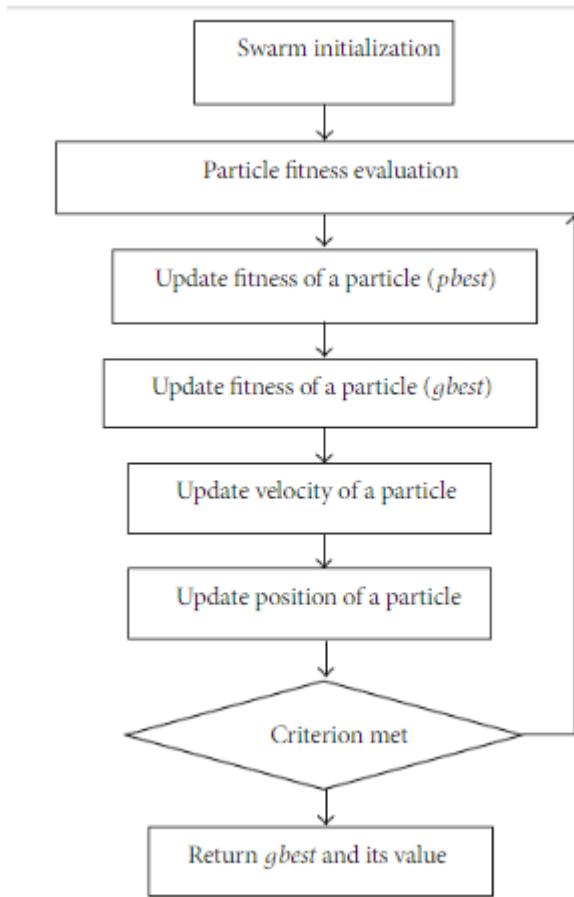 Swarm initialization
Particle fitness evaluation
Update fitness of a particle (pbest)
Update fitness of a particle (gbest)
Update velocity of a particle
Update position of a particle
Criterion met
Return gbest and its value